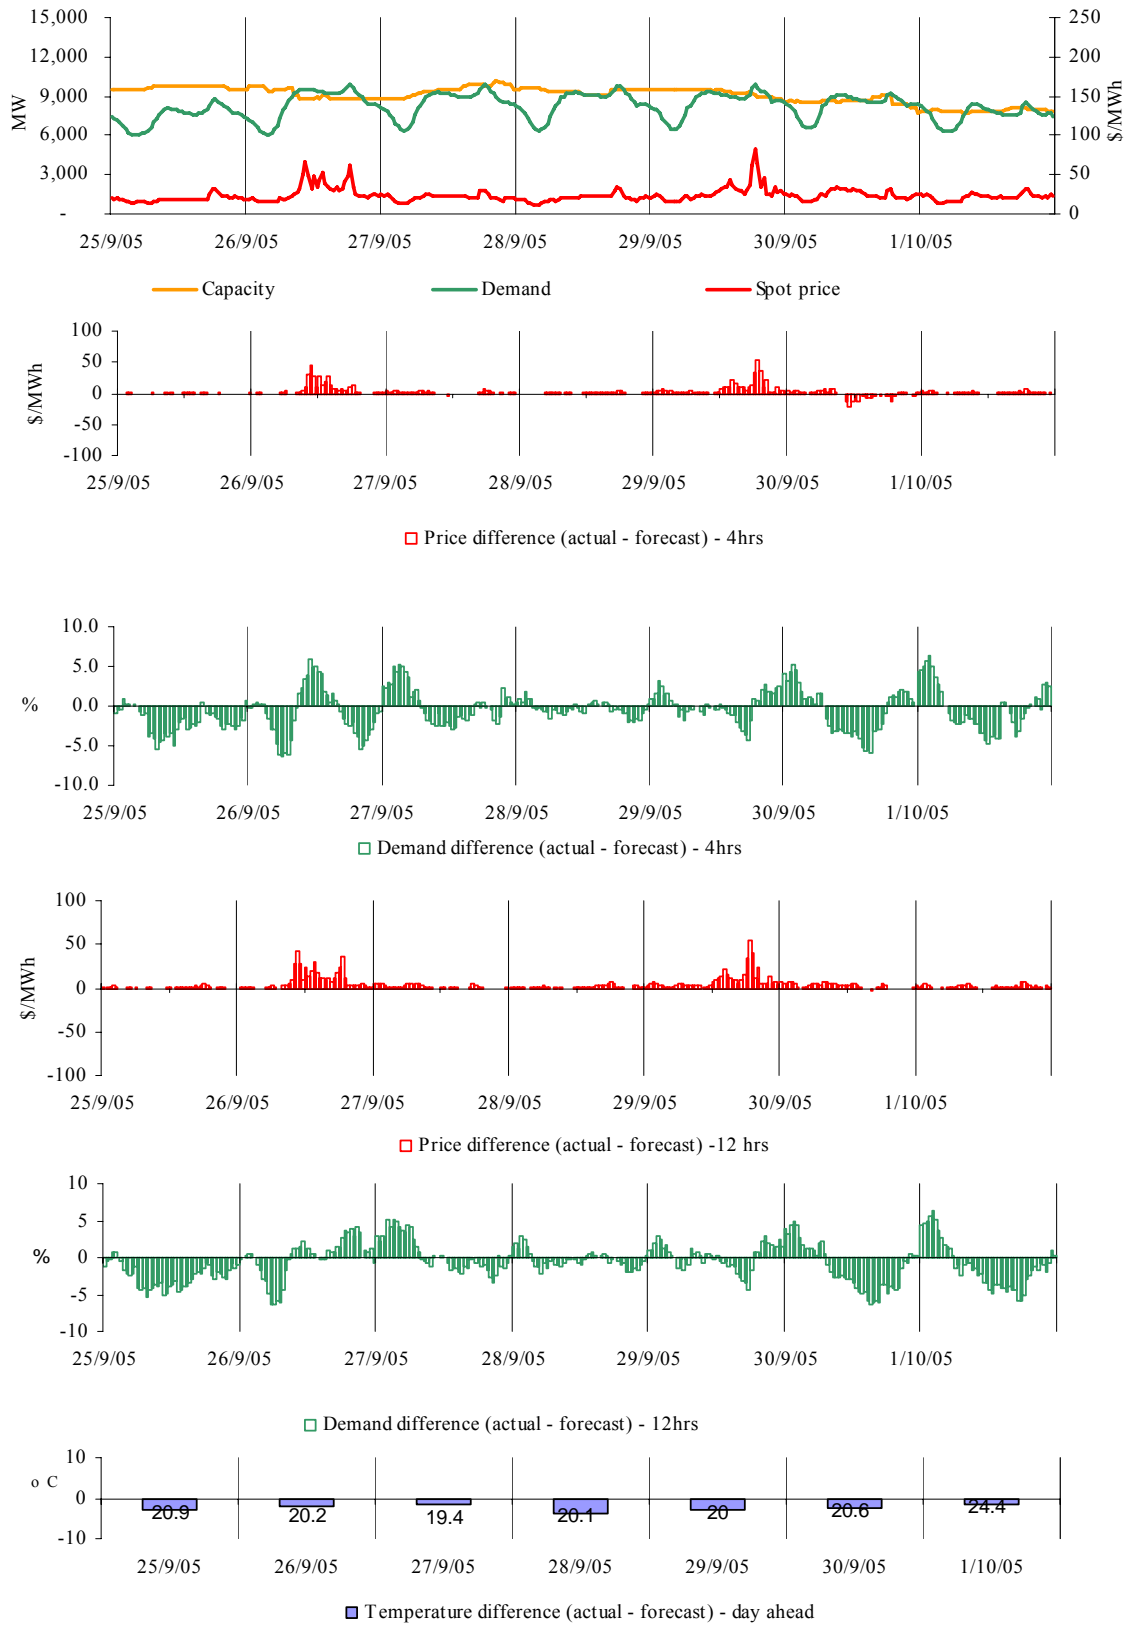 15,000 250
12,000 200
9,000 150
6,000 100
3,000 50
- 0
MW
$/MWh
25/9/05 26/9/05 27/9/05 28/9/05 29/9/05 30/9/05 1/10/05
Capacity Demand Spot price
100
50
0
-50
-100
$/MWh
25/9/05 26/9/05 27/9/05 28/9/05 29/9/05 30/9/05 1/10/05
Price difference (actual - forecast) - 4hrs
10.0
5.0
0.0
-5.0
-10.0
%
25/9/05 26/9/05 27/9/05 28/9/05 29/9/05 30/9/05 1/10/05
Demand difference (actual - forecast) - 4hrs
100
50
0
-50
-100
$/MWh
25/9/05 26/9/05 27/9/05 28/9/05 29/9/05 30/9/05 1/10/05
Price difference (actual - forecast) -12 hrs
10
5
0
-5
-10
%
25/9/05 26/9/05 27/9/05 28/9/05 29/9/05 30/9/05 1/10/05
Demand difference (actual - forecast) - 12hrs
10
0
-10
o C
20.9 20.2 19.4 20.1 20 20.6 24.4
25/9/05 26/9/05 27/9/05 28/9/05 29/9/05 30/9/05 1/10/05
Temperature difference (actual - forecast) - day ahead